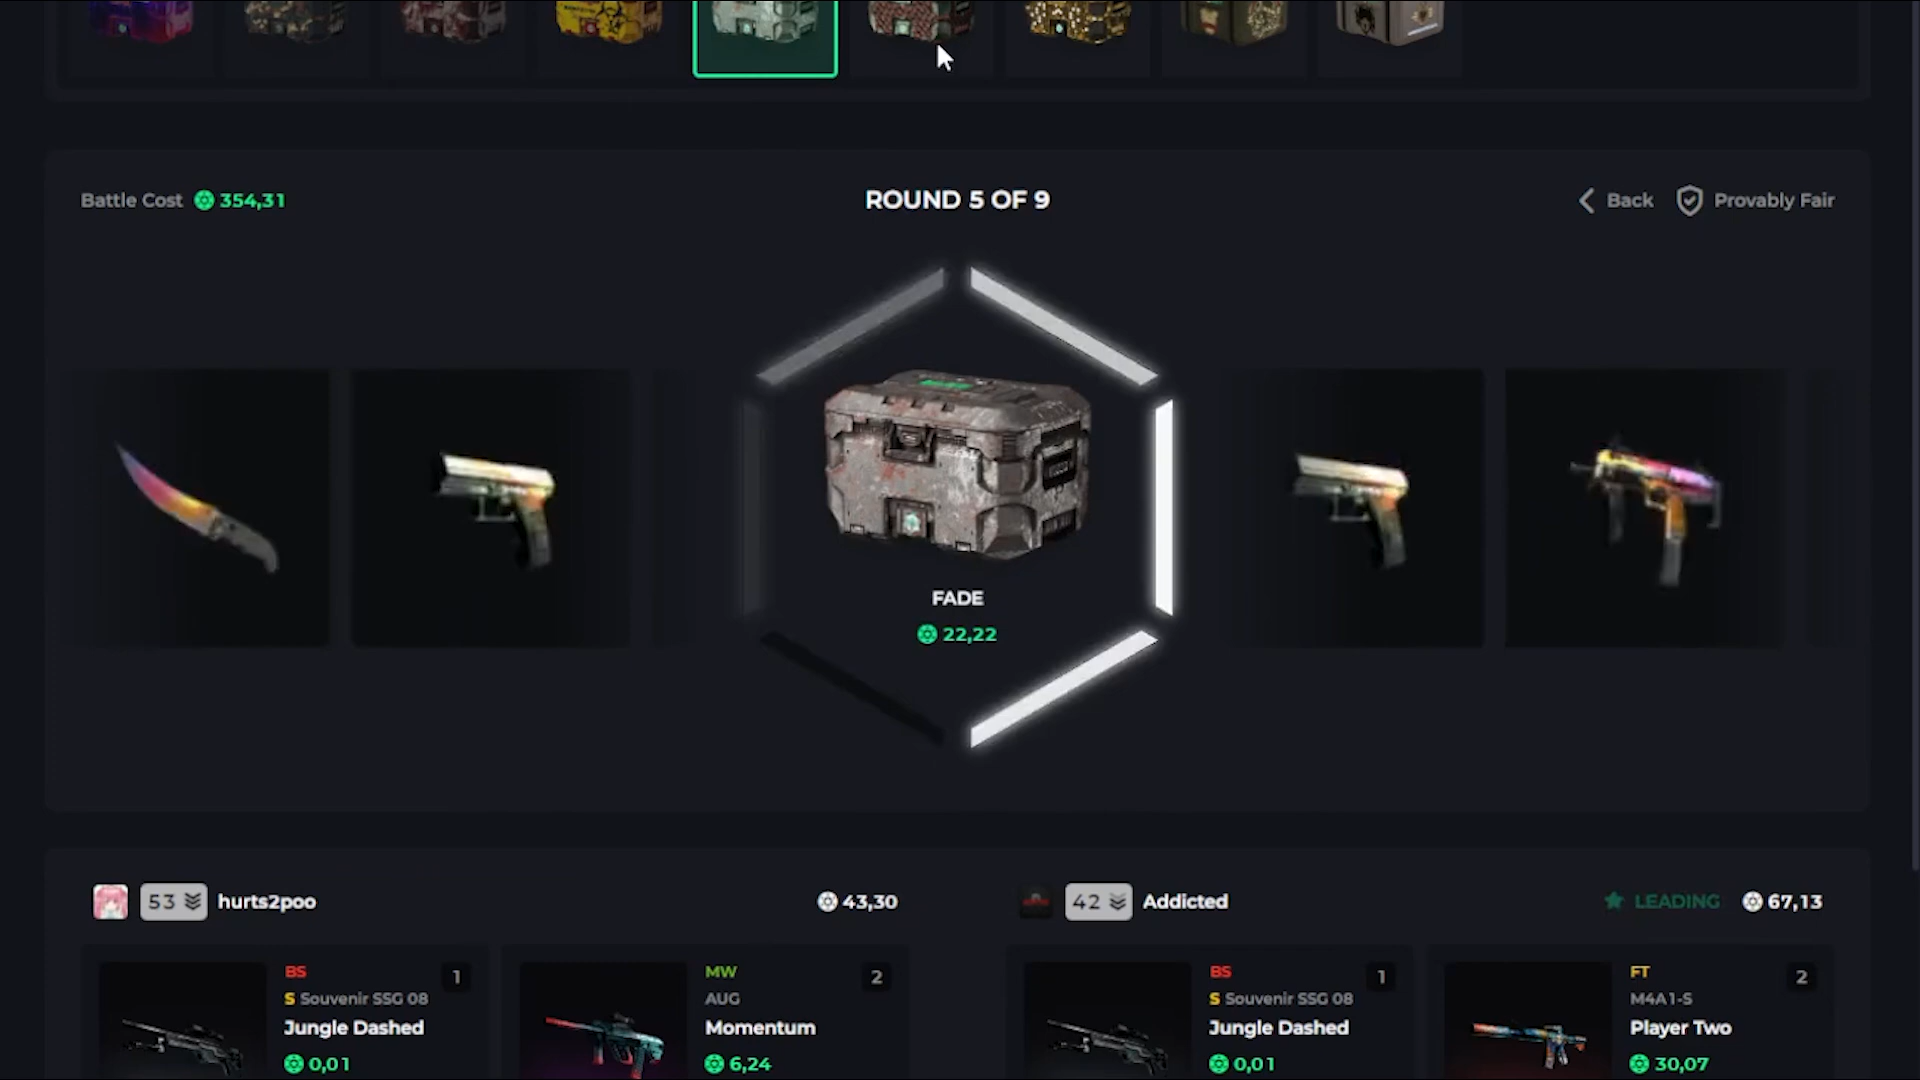 Battle Cost 354,31
ROUND 5 OF 9
Back
Provably Fair
FADE
22,22
53 hurts2poo
43,30
42 Addicted
LEADING 67,13
BS 1
S Souvenir SSG 08
Jungle Dashed
0,01
MW 2
AUG
Momentum
6,24
BS 1
S Souvenir SSG 08
Jungle Dashed
0,01
FT 2
M4A1-S
Player Two
30,07